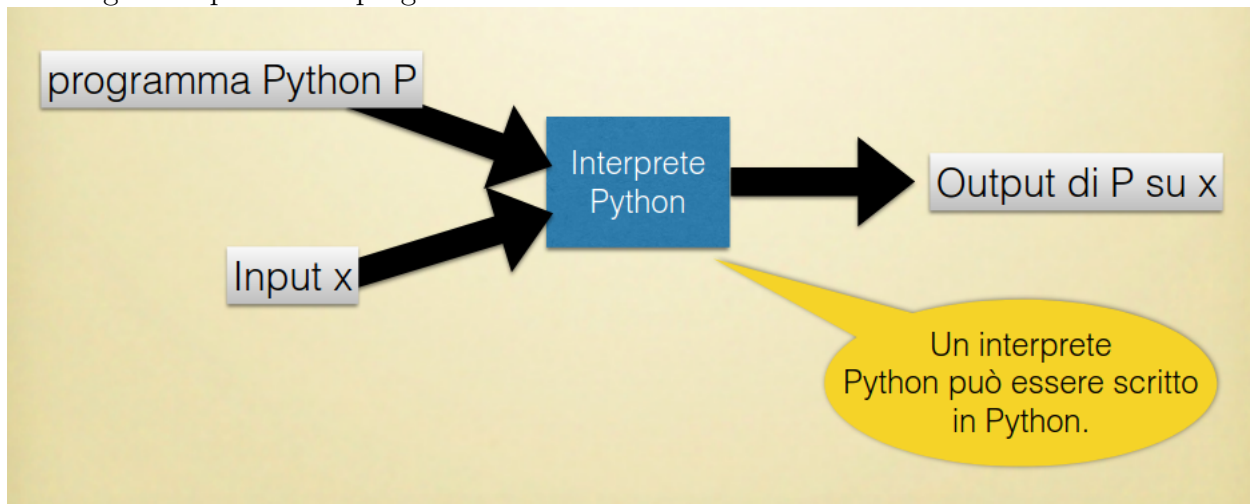 programma Python P
Interprete
Python
Output di P su x
Input x
Un interprete
Python può essere scritto
in Python.